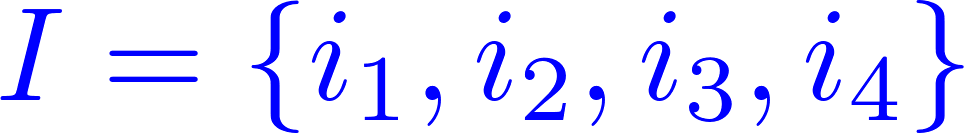 I = {i₁, i₂, i₃, i₄}